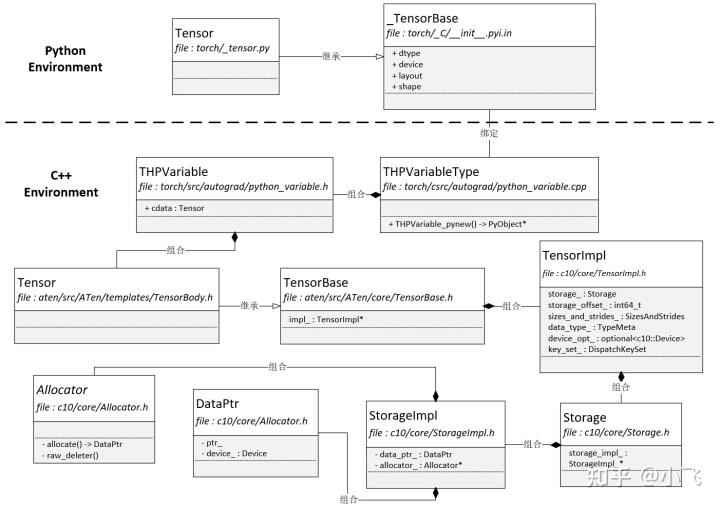 Python
Environment
Tensor
file : torch/_tensor.py
继承
_TensorBase
file : torch/_C/__init__.pyi.in
+ dtype
+ device
+ layout
+ shape
绑定
C++
Environment
THPVariable
file : torch/src/autograd/python_variable.h
+ cdata : Tensor
组合
THPVariableType
file : torch/csrc/autograd/python_variable.cpp
+ THPVariable_pynew() -> PyObject*
组合
Tensor
file : aten/src/ATen/templates/TensorBody.h
继承
TensorBase
file : aten/src/ATen/core/TensorBase.h
impl_ : TensorImpl*
组合
TensorImpl
file : c10/core/TensorImpl.h
storage_ : Storage
storage_offset_ : int64_t
sizes_and_strides_ : SizesAndStrides
data_type_ : TypeMeta
device_opt_ : optional<c10::Device>
key_set_ : DispatchKeySet
组合
组合
Allocator
file : c10/core/Allocator.h
- allocate() -> DataPtr
- raw_deleter()
DataPtr
file : c10/core/Allocator.h
- ptr_
- device_ : Device
组合
StorageImpl
file : c10/core/StorageImpl.h
- data_ptr_ : DataPtr
- allocator_ : Allocator*
组合
Storage
file : c10/core/Storage.h
storage_impl_ :
StorageImpl_*
知乎 @小飞